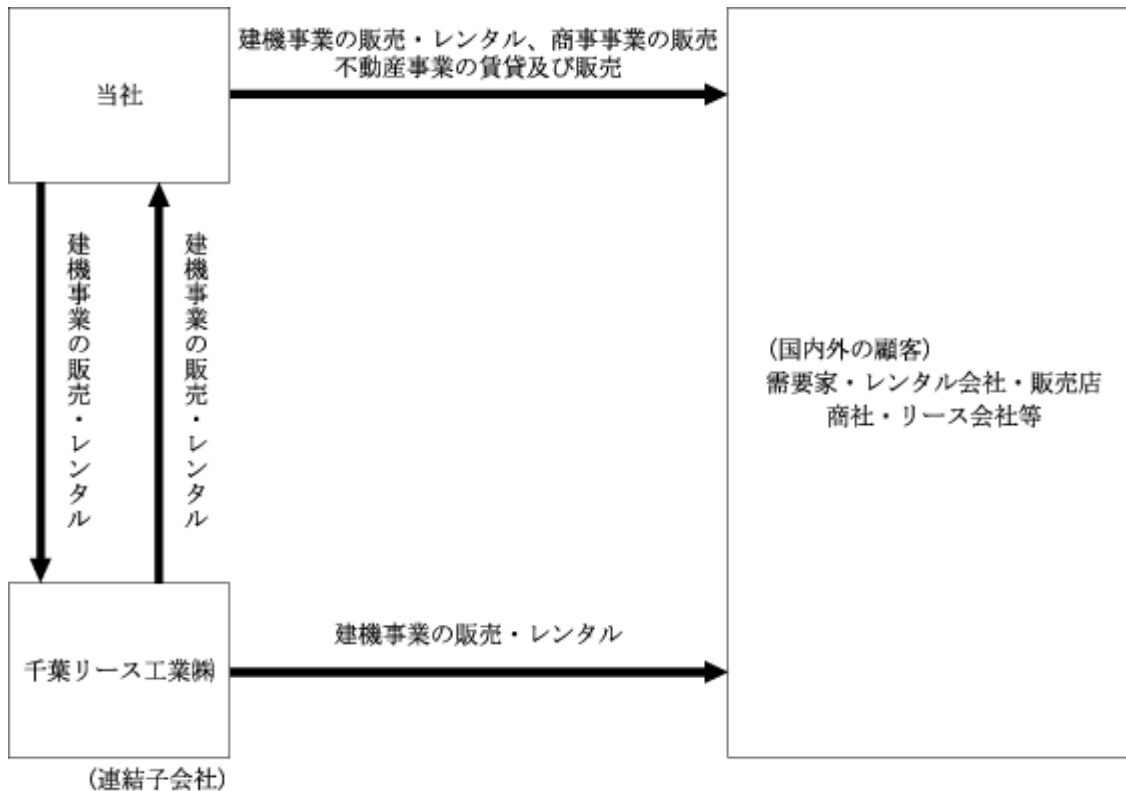 建機事業の販売・レンタル、商事事業の販売
不動産事業の賃貸及び販売
当社
建機事業の販売・レンタル
建機事業の販売・レンタル
(国内外の顧客)
需要家・レンタル会社・販売店
商社・リース会社等
建機事業の販売・レンタル
千葉リース工業㈱
(連結子会社)